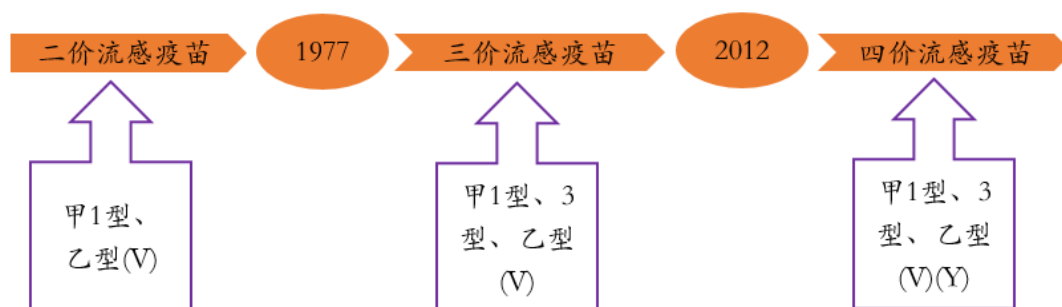 二价流感疫苗
1977
三价流感疫苗
2012
四价流感疫苗
甲1型、
乙型(V)
甲1型、3
型、乙型
(V)
甲1型、3
型、乙型
(V)(Y)